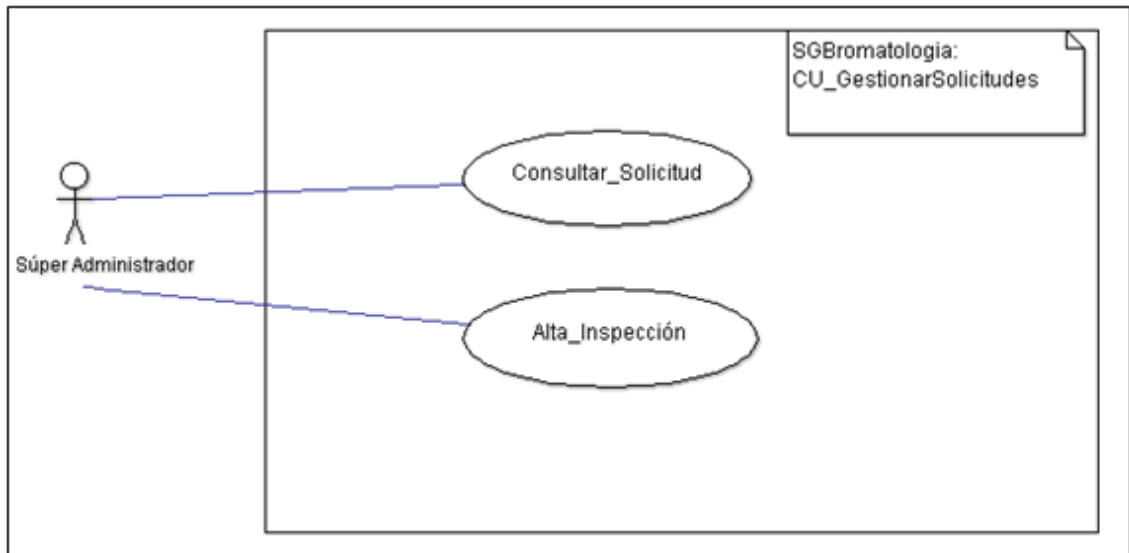 SGBromatologia:
CU_GestionarSolicitudes
Consultar_Solicitud
Súper Administrador
Alta_Inspección